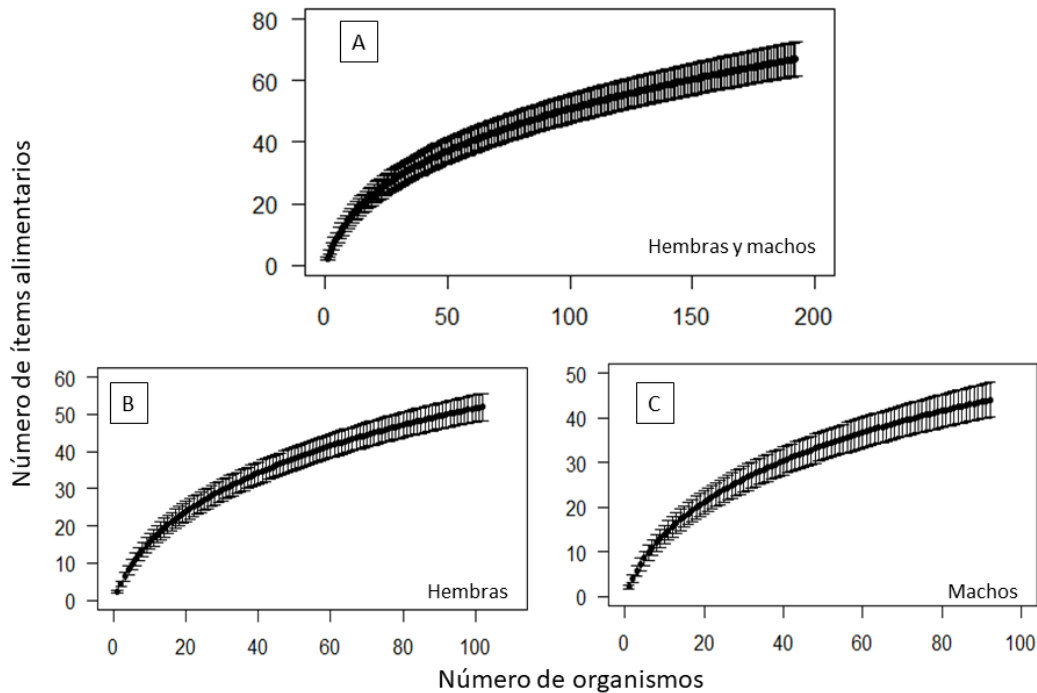 Número de ítems alimentarios
A
80
60
40
20
0
Hembras y machos
0 50 100 150 200
B
60
50
40
30
20
10
0
Hembras
0 20 40 60 80 100
C
50
40
30
20
10
0
Machos
0 20 40 60 80 100
Número de organismos